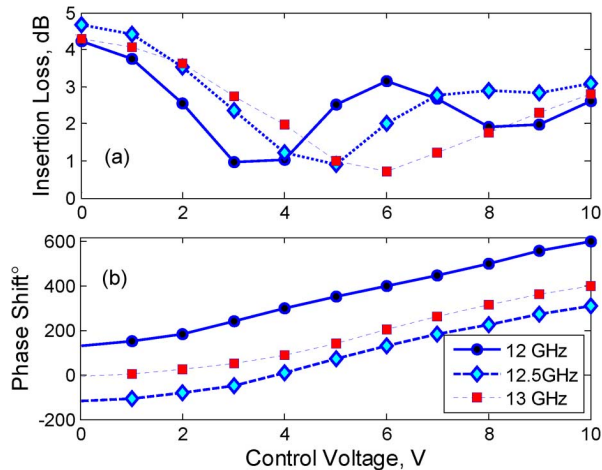 5
4
3
2
1
0
Insertion Loss, dB
(a)
0 2 4 6 8 10
600
400
200
0
-200
Phase Shift°
(b)
12 GHz
12.5GHz
13 GHz
0 2 4 6 8 10
Control Voltage, V